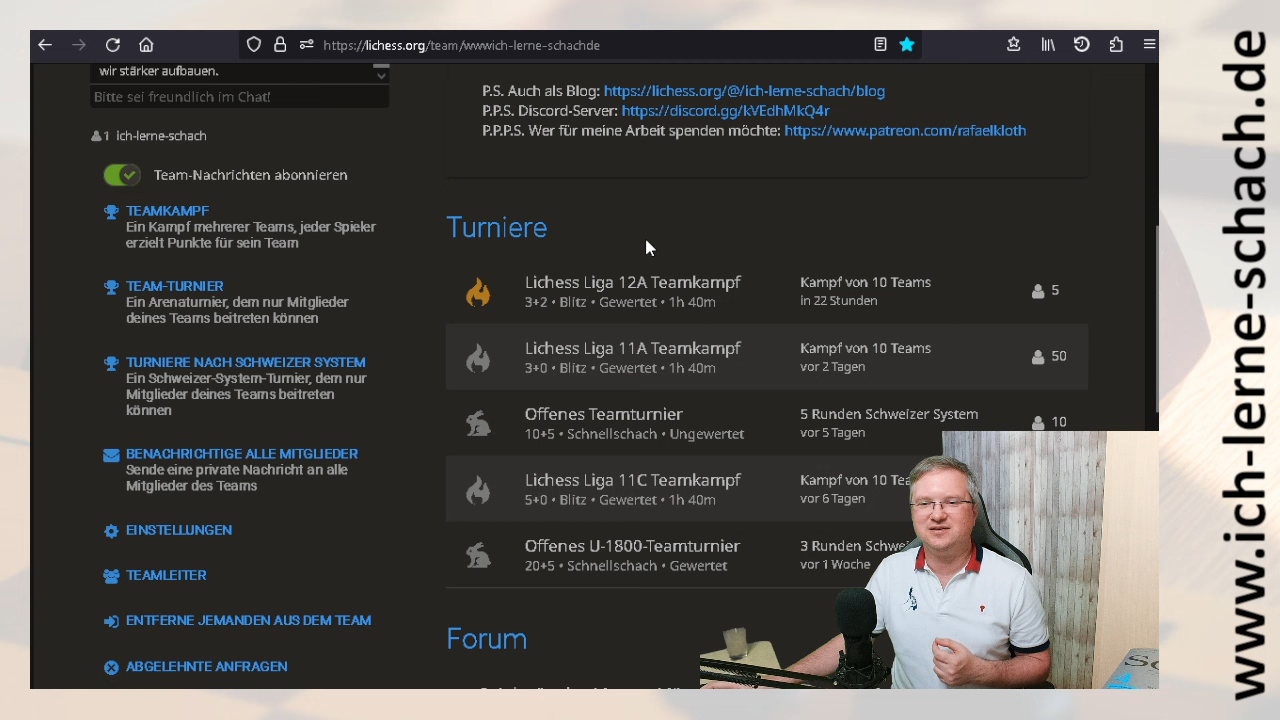 https://lichess.org/team/wwwich-lerne-schachde
wir stärker aufbauen.
Bitte sei freundlich im Chat!
1 ich-lerne-schach
Team-Nachrichten abonnieren
TEAMKAMPF
Ein Kampf mehrerer Teams, jeder Spieler
erzielt Punkte für sein Team
TEAM-TURNIER
Ein Arenaturnier, dem nur Mitglieder
deines Teams beitreten können
TURNIERE NACH SCHWEIZER SYSTEM
Ein Schweizer-System-Turnier, dem nur
Mitglieder deines Teams beitreten
können
BENACHRICHTIGE ALLE MITGLIEDER
Sende eine private Nachricht an alle
Mitglieder des Teams
EINSTELLUNGEN
TEAMLEITER
ENTFERNE JEMANDEN AUS DEM TEAM
ABGELEHNTE ANFRAGEN
P.S. Auch als Blog: https://lichess.org/@/ich-lerne-schach/blog
P.P.S. Discord-Server: https://discord.gg/kVEdhMkQ4r
P.P.P.S. Wer für meine Arbeit spenden möchte: https://www.patreon.com/rafaelkloth
Turniere
Lichess Liga 12A Teamkampf
3+2 • Blitz • Gewertet • 1h 40m
Kampf von 10 Teams
in 22 Stunden
5
Lichess Liga 11A Teamkampf
3+0 • Blitz • Gewertet • 1h 40m
Kampf von 10 Teams
vor 2 Tagen
50
Offenes Teamturnier
10+5 • Schnellschach • Ungewertet
5 Runden Schweizer System
vor 5 Tagen
10
Lichess Liga 11C Teamkampf
5+0 • Blitz • Gewertet • 1h 40m
Kampf von 10
vor 6 Tagen
Offenes U-1800-Teamturnier
20+5 • Schnellschach • Gewertet
3 Runden
vor 1 Woche
Forum
www.ich-lerne-schach.de